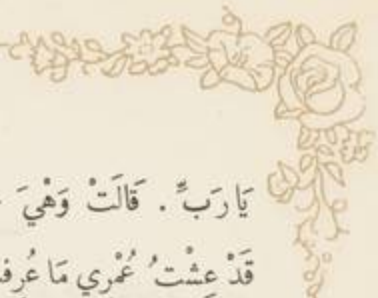 يَا رَبِّ . قَالَتْ وَهْيَ
قَدْ عِشْتُ عُمْرِي مَا